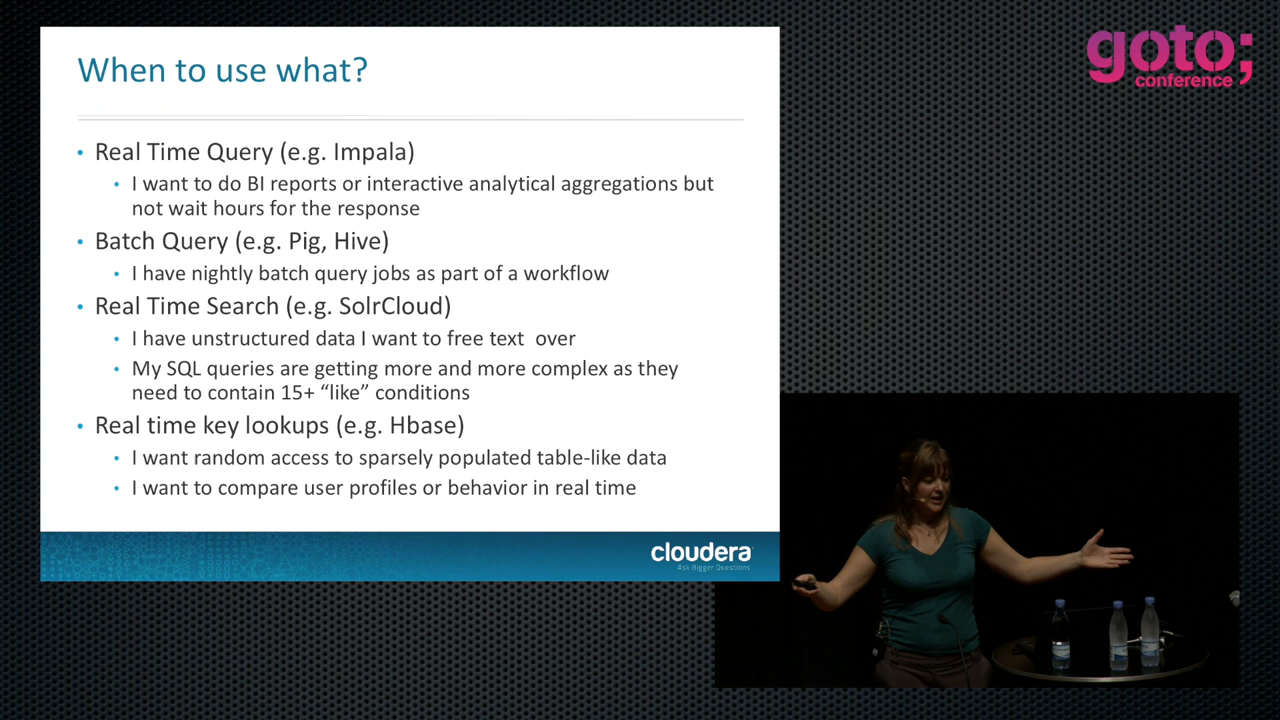 When to use what?
goto;
conference
• Real Time Query (e.g. Impala)
• I want to do BI reports or interactive analytical aggregations but
not wait hours for the response
• Batch Query (e.g. Pig, Hive)
• I have nightly batch query jobs as part of a workflow
• Real Time Search (e.g. SolrCloud)
• I have unstructured data I want to free text  over
• My SQL queries are getting more and more complex as they
need to contain 15+ “like” conditions
• Real time key lookups (e.g. Hbase)
• I want random access to sparsely populated table-like data
• I want to compare user profiles or behavior in real time
cloudera
Ask Bigger Questions